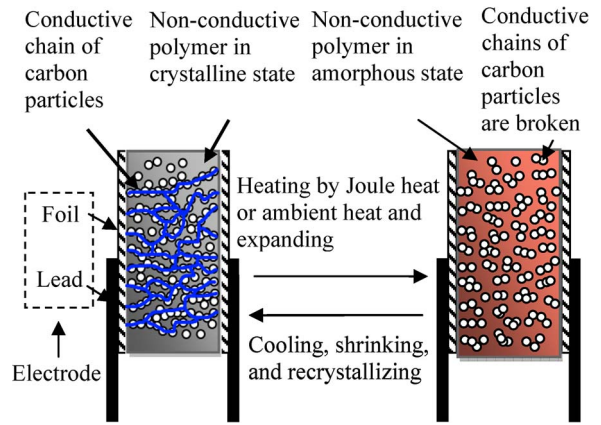 Conductive
chain of
carbon
particles
Non-conductive
polymer in
crystalline state
Non-conductive
polymer in
amorphous state
Conductive
chains of
carbon
particles
are broken
Foil
Lead
Electrode
Heating by Joule heat
or ambient heat and
expanding
Cooling, shrinking,
and recrystallizing